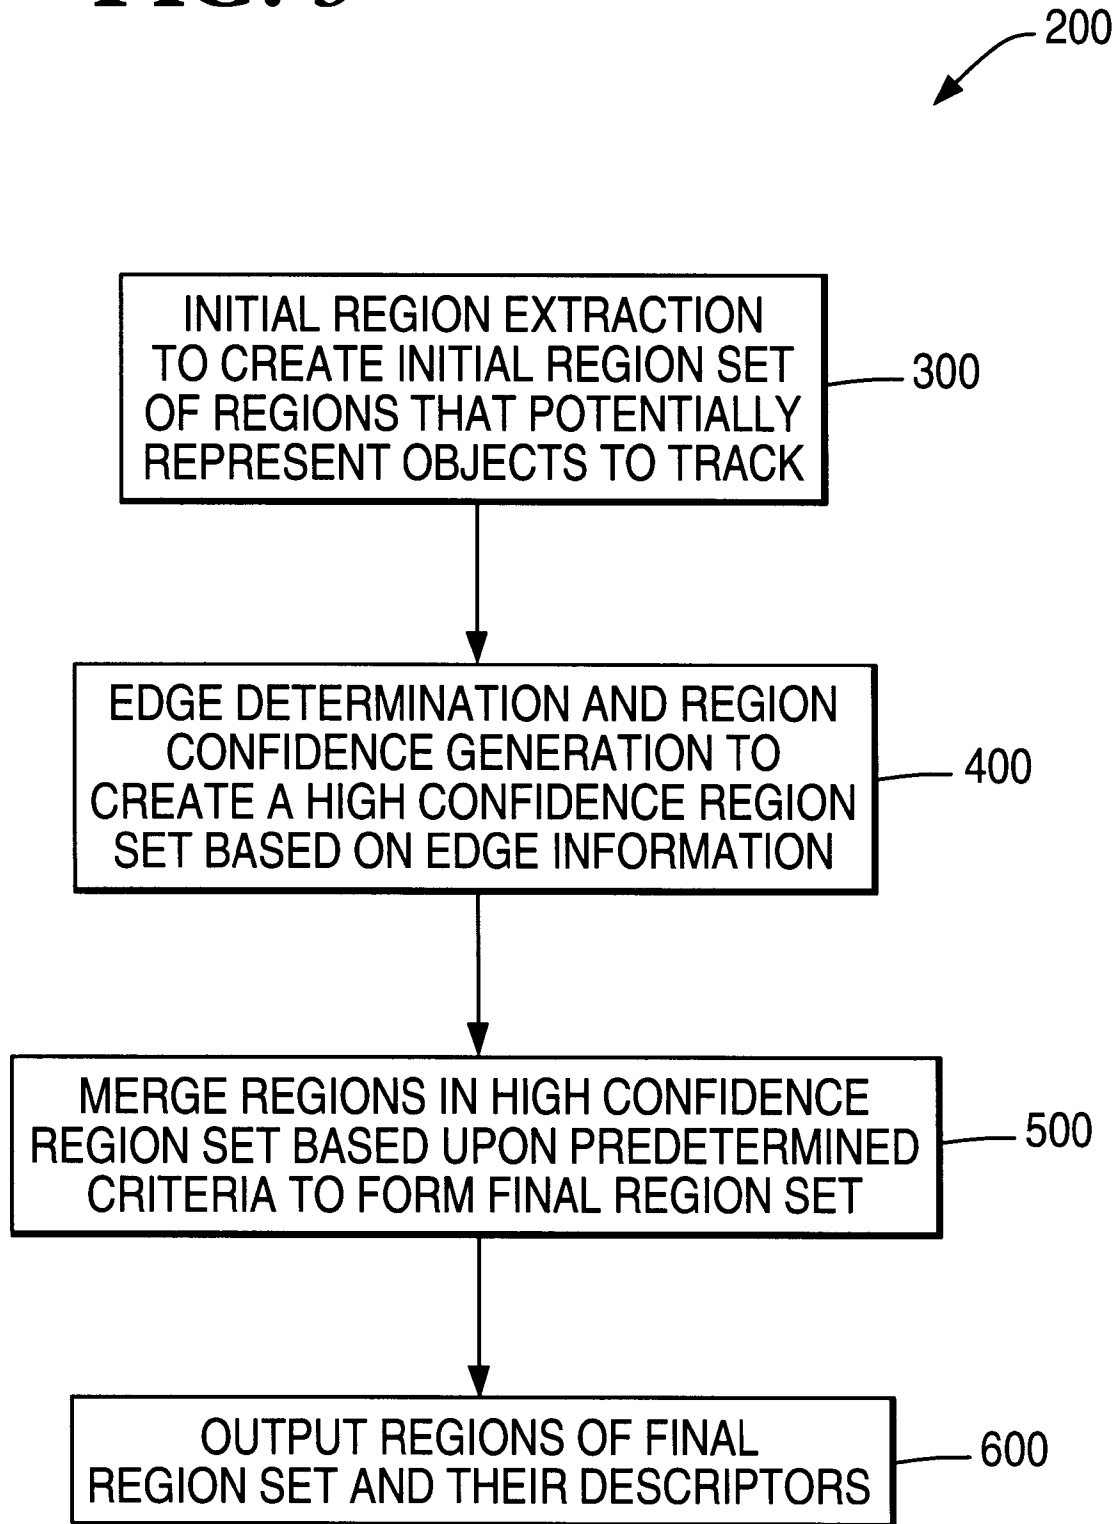 FIG.
200
INITIAL REGION EXTRACTION
TO CREATE INITIAL REGION SET
OF REGIONS THAT POTENTIALLY
REPRESENT OBJECTS TO TRACK
300
EDGE DETERMINATION AND REGION
CONFIDENCE GENERATION TO
CREATE A HIGH CONFIDENCE REGION
SET BASED ON EDGE INFORMATION
400
MERGE REGIONS IN HIGH CONFIDENCE
REGION SET BASED UPON PREDETERMINED
CRITERIA TO FORM FINAL REGION SET
500
OUTPUT REGIONS OF FINAL
REGION SET AND THEIR DESCRIPTORS
600